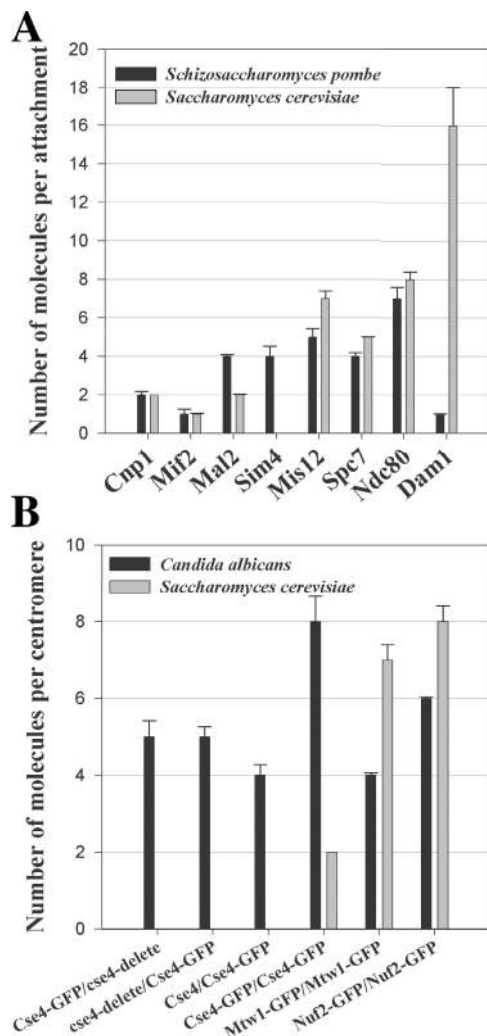 A
Number of molecules per attachment
20
18
16
14
12
10
8
6
4
2
0
Schizosaccharomyces pombe
Saccharomyces cerevisiae
Cnp1
Mif2
Mal2
Sim4
Mis12
Spc7
Ndc80
Dam1
B
Number of molecules per centromere
10
8
6
4
2
0
Candida albicans
Saccharomyces cerevisiae
Cse4-GFP/cse4-delete
cse4-delete/Cse4-GFP
Cse4/Cse4-GFP
Cse4-GFP/Cse4-GFP
Mtw1-GFP/Mtw1-GFP
Nuf2-GFP/Nuf2-GFP